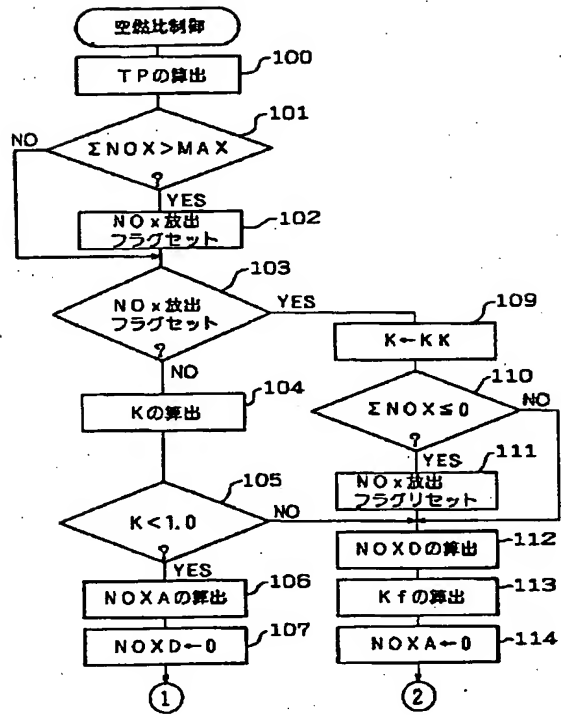 空燃比制御
TPの算出
100
ΣNOX>MAX
?
101
NO
YES
NOx放出
フラグセット
102
NOx放出
フラグセット
?
103
YES
NO
Kの算出
104
K<1.0
?
105
NO
YES
NOXAの算出
106
NOXD←0
107
①
K←KK
109
ΣNOX≦0
?
110
NO
YES
NOx放出
フラグリセット
111
NOXDの算出
112
Kfの算出
113
NOXA←0
114
②